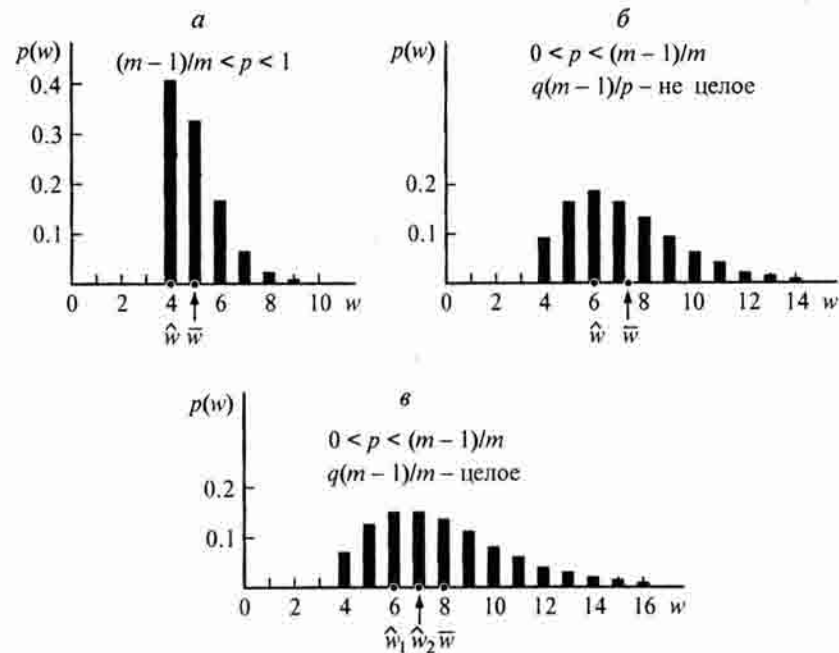 а
p(w)
(m − 1)/m < p < 1
0.4
0.3
0.2
0.1
0 2 4 6 8 10 w
ŵ w̅
б
p(w)
0 < p < (m − 1)/m
q(m − 1)/p – не целое
0.2
0.1
0 2 4 6 8 10 12 14 w
ŵ w̅
в
p(w)
0 < p < (m − 1)/m
q(m − 1)/m – целое
0.2
0.1
0 2 4 6 8 10 12 14 16 w
ŵ₁ ŵ₂ w̅